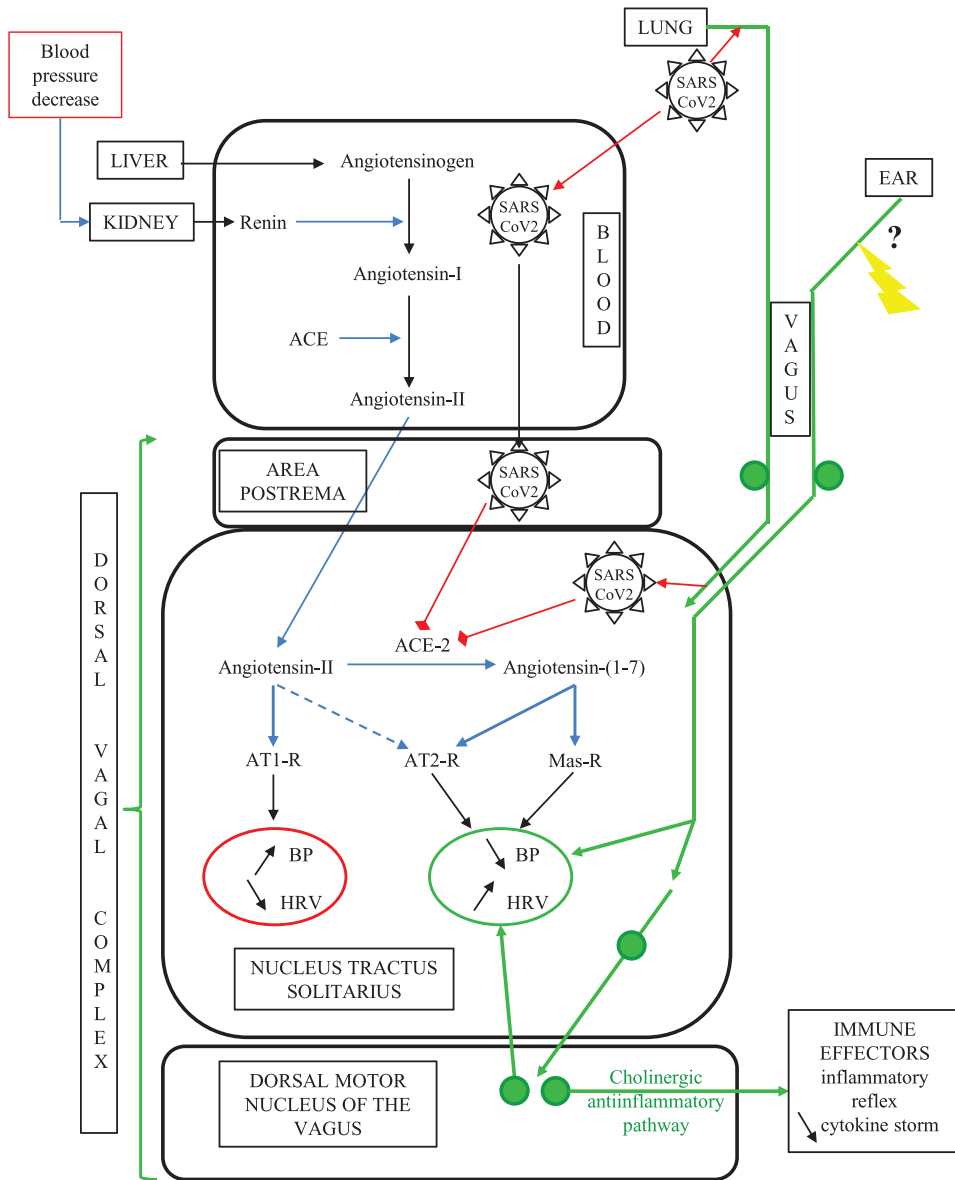 LUNG
Blood
pressure
decrease
SARS
CoV2
LIVER
Angiotensinogen
EAR
KIDNEY
Renin
SARS
CoV2
B
L
O
O
D
?
Angiotensin-I
ACE
V
A
G
U
S
Angiotensin-II
AREA
POSTREMA
SARS
CoV2
D
O
R
S
A
L
V
A
G
A
L
C
O
M
P
L
E
X
SARS
CoV2
ACE-2
Angiotensin-II
Angiotensin-(1-7)
AT1-R
AT2-R
Mas-R
BP
HRV
BP
HRV
NUCLEUS TRACTUS
SOLITARIUS
DORSAL MOTOR
NUCLEUS OF THE
VAGUS
Cholinergic
antiinflammatory
pathway
IMMUNE
EFFECTORS
inflammatory
reflex
cytokine storm